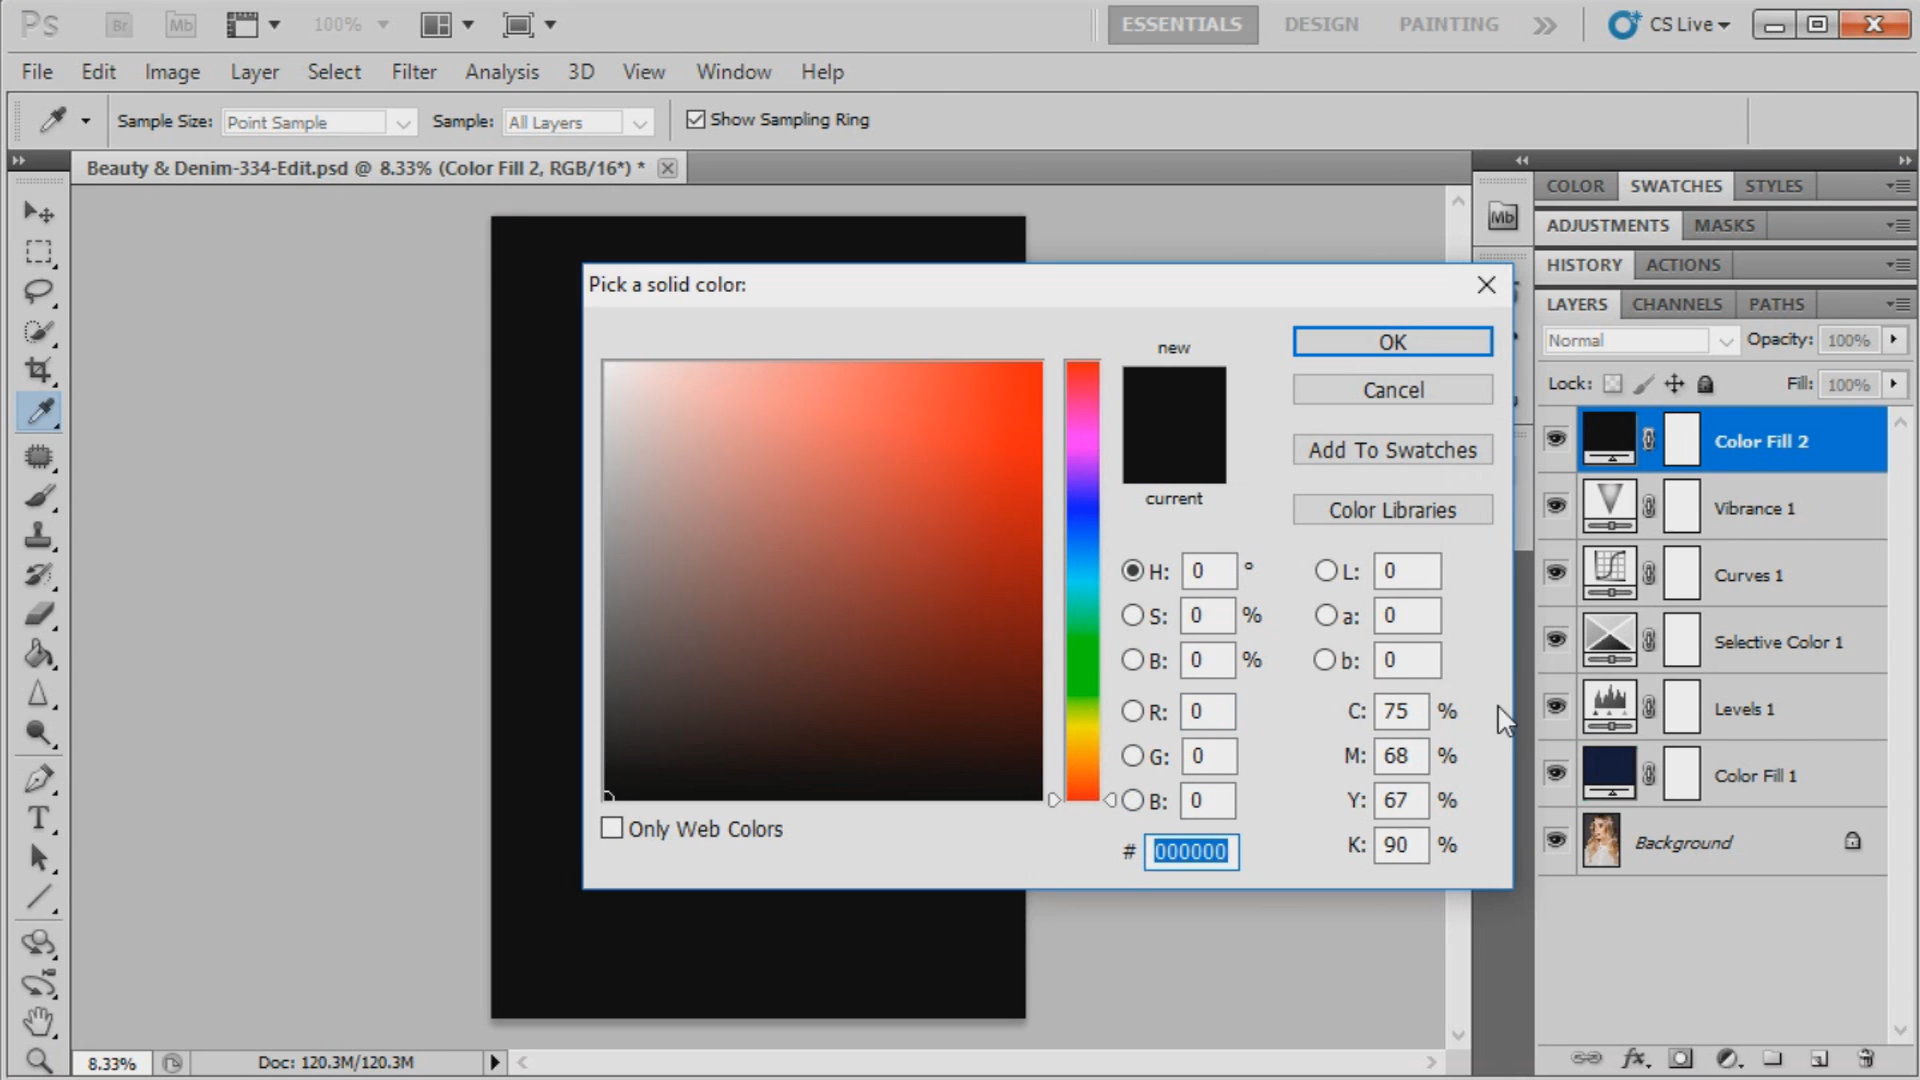 Ps Br Mb 100% ESSENTIALS DESIGN PAINTING CS Live
File Edit Image Layer Select Filter Analysis 3D View Window Help
Sample Size: Point Sample Sample: All Layers Show Sampling Ring
Beauty & Denim-334-Edit.psd @ 8.33% (Color Fill 2, RGB/16*) *
Mb
COLOR SWATCHES STYLES
ADJUSTMENTS MASKS
HISTORY ACTIONS
LAYERS CHANNELS PATHS
Normal Opacity: 100%
Lock: Fill: 100%
Color Fill 2
Vibrance 1
Curves 1
Selective Color 1
Levels 1
Color Fill 1
Background
fx
Pick a solid color:
new
current
OK
Cancel
Add To Swatches
Color Libraries
H: 0 ° L: 0
S: 0 % a: 0
B: 0 % b: 0
R: 0 C: 75 %
G: 0 M: 68 %
B: 0 Y: 67 %
# 000000 K: 90 %
Only Web Colors
T
8.33% Doc: 120.3M/120.3M